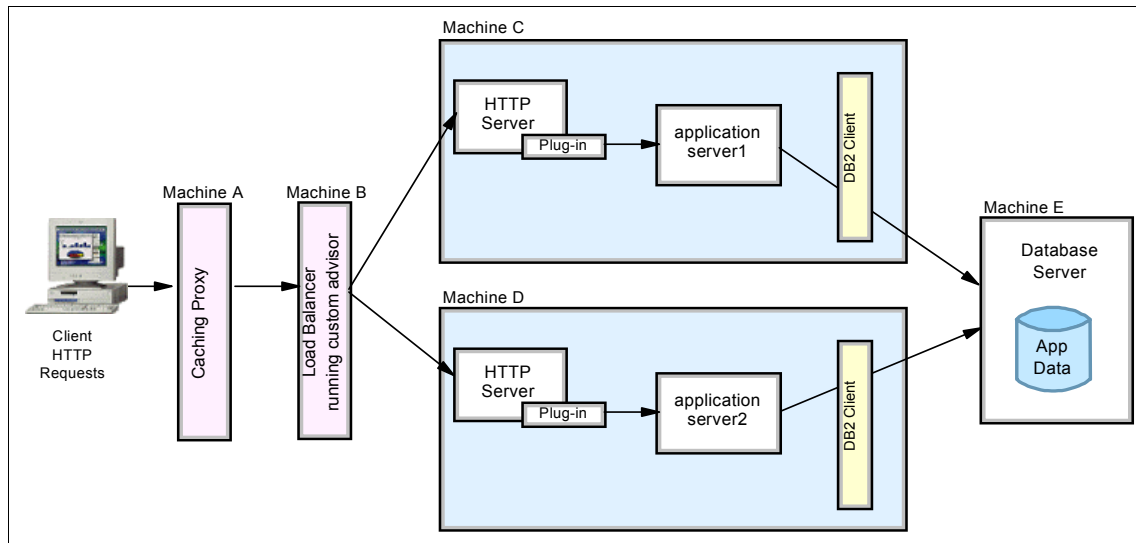 Client
HTTP
Requests
Machine A
Caching Proxy
Machine B
Load Balancer
running custom advisor
Machine C
HTTP
Server
Plug-in
application
server1
DB2 Client
Machine D
HTTP
Server
Plug-in
application
server2
DB2 Client
Machine E
Database
Server
App
Data